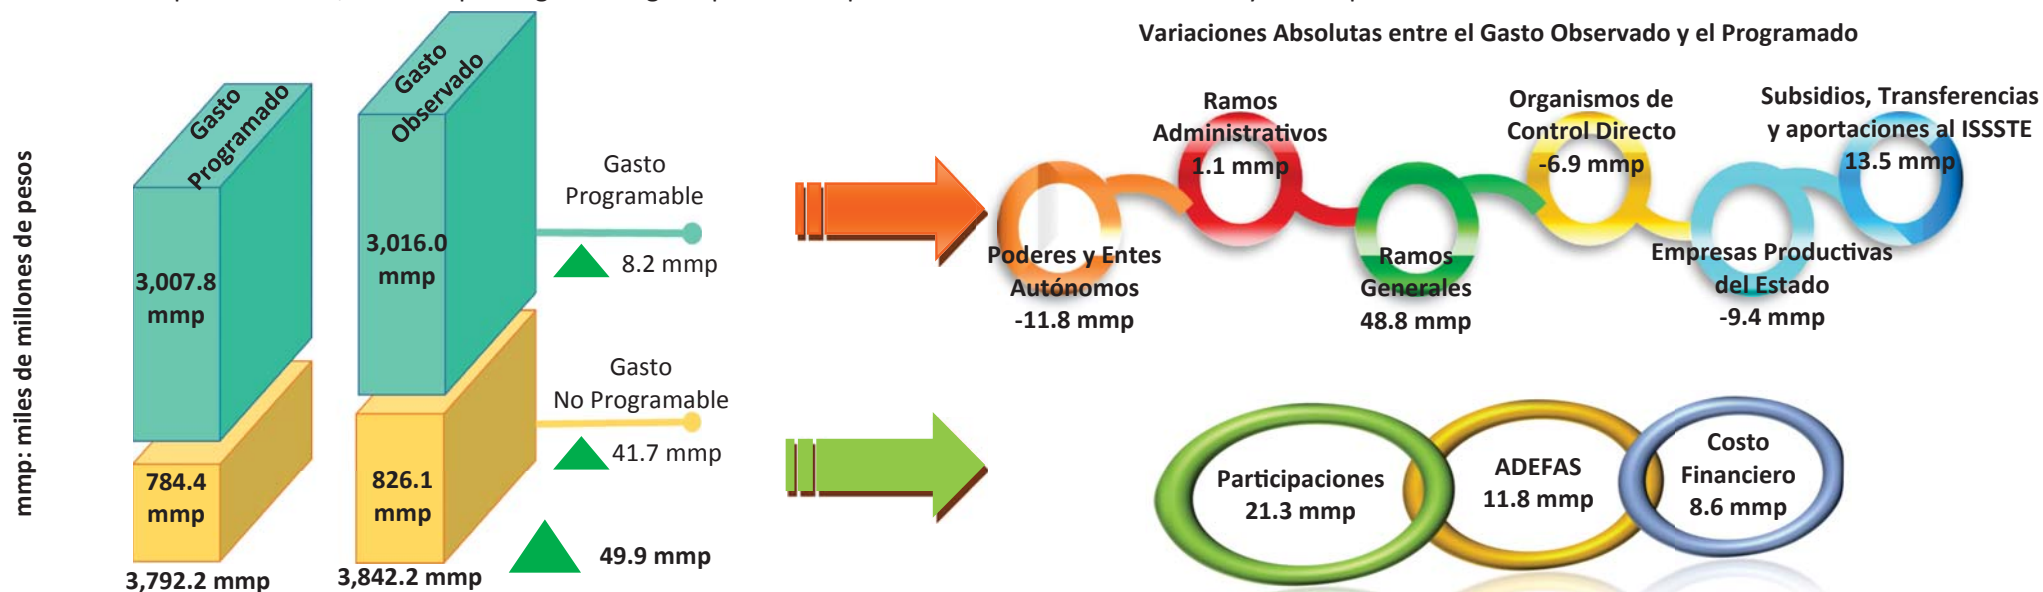 Variaciones Absolutas entre el Gasto Observado y el Programado
mmp: miles de millones de pesos
Gasto
Programado
3,007.8
mmp
784.4
mmp
3,792.2 mmp
Gasto
Observado
3,016.0
mmp
826.1
mmp
3,842.2 mmp
Gasto
Programable
8.2 mmp
Gasto
No Programable
41.7 mmp
49.9 mmp
Poderes y Entes
Autónomos
-11.8 mmp
Ramos
Administrativos
1.1 mmp
Ramos
Generales
48.8 mmp
Organismos de
Control Directo
-6.9 mmp
Empresas Productivas
del Estado
-9.4 mmp
Subsidios, Transferencias
y aportaciones al ISSSTE
13.5 mmp
Participaciones
21.3 mmp
ADEFAS
11.8 mmp
Costo
Financiero
8.6 mmp